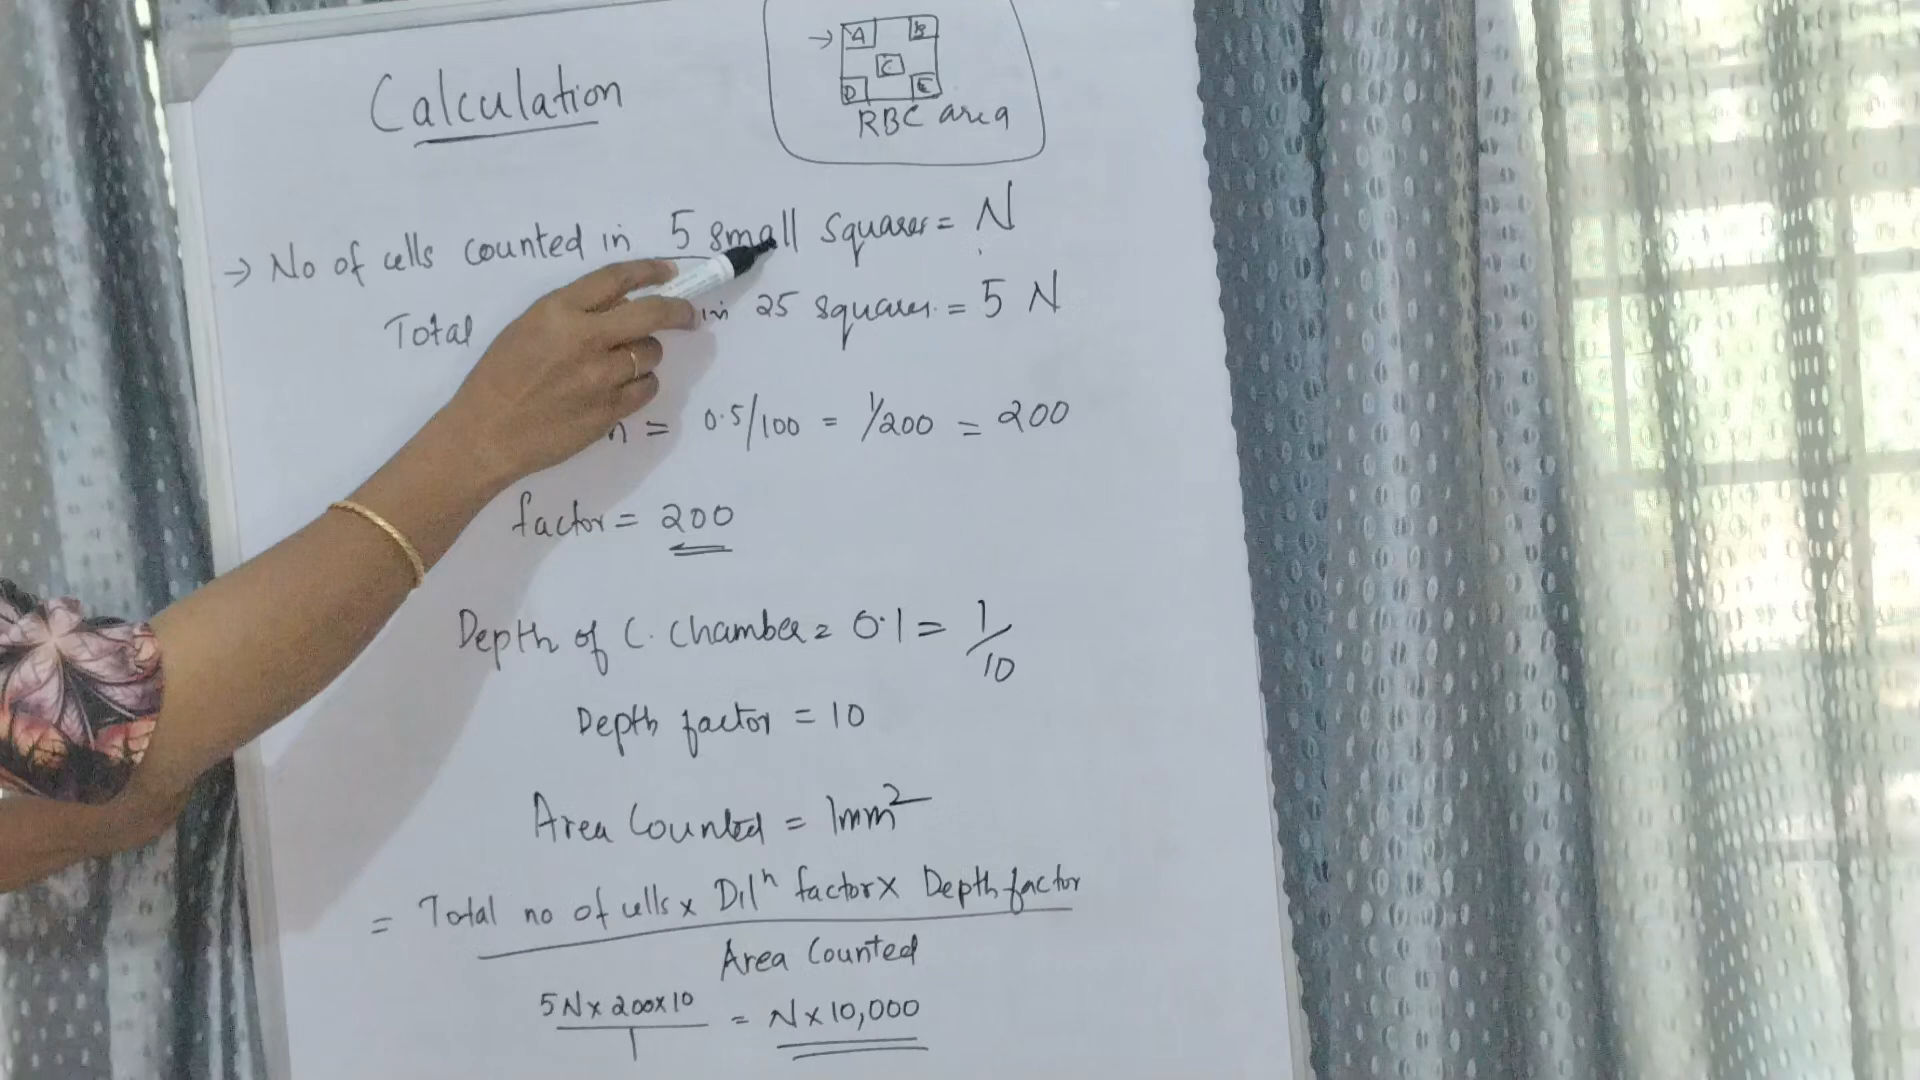 Calculation
→ A B
C
D E
RBC area
→ No of cells counted in 5 small squares = N
Total in 25 squares. = 5 N
n = 0.5/100 = 1/200 = 200
factor = 200
Depth of C. Chamber = 0.1 = 1/10
Depth factor = 10
Area Counted = 1mm²
= Total no of cells x Dilⁿ factor x Depth factor
Area Counted
5N x 200x10 / 1 = N x 10,000